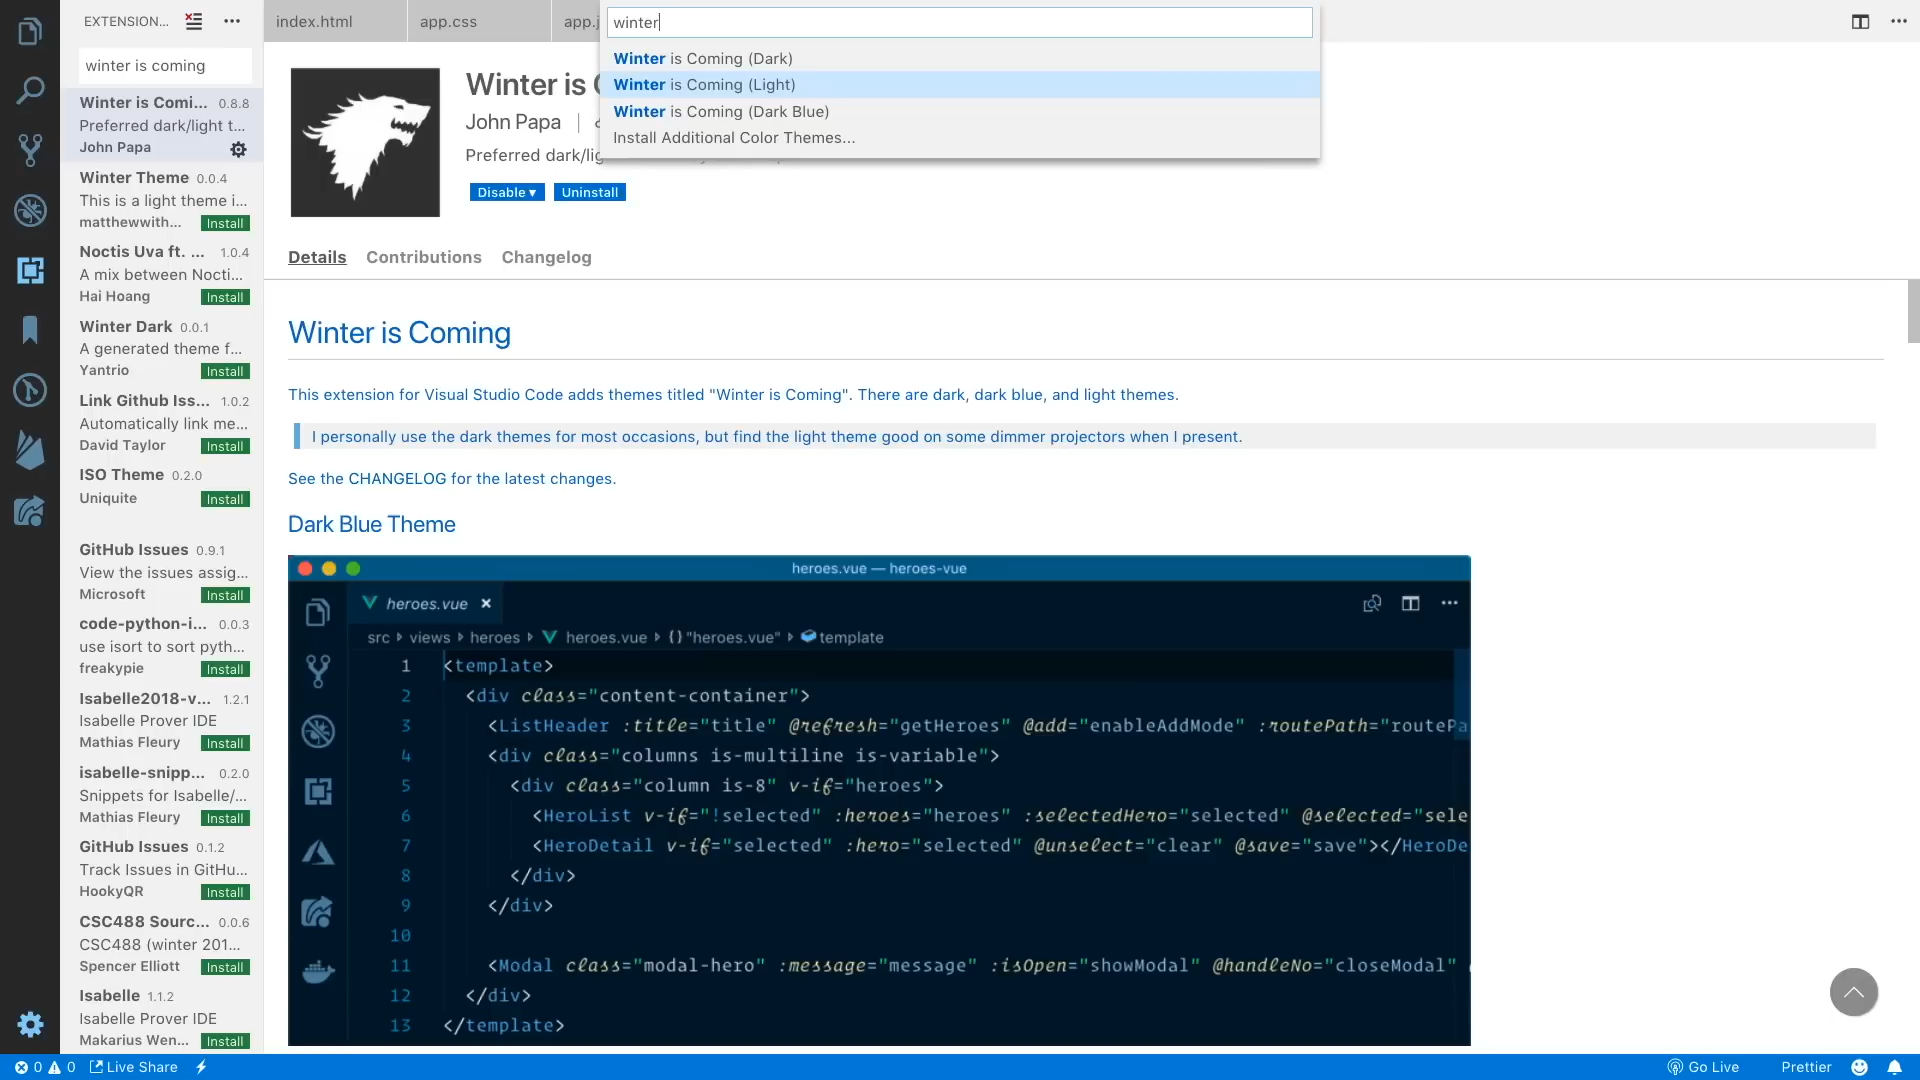 EXTENSION...
winter is coming
Winter is Comi... 0.8.8
Preferred dark/light t...
John Papa
Winter Theme 0.0.4
This is a light theme i...
matthewwith... Install
Noctis Uva ft. ... 1.0.4
A mix between Nocti...
Hai Hoang Install
Winter Dark 0.0.1
A generated theme f...
Yantrio Install
Link Github Iss... 1.0.2
Automatically link me...
David Taylor Install
ISO Theme 0.2.0
Uniquite Install
GitHub Issues 0.9.1
View the issues assig...
Microsoft Install
code-python-i... 0.0.3
use isort to sort pyth...
freakypie Install
Isabelle2018-v... 1.2.1
Isabelle Prover IDE
Mathias Fleury Install
isabelle-snipp... 0.2.0
Snippets for Isabelle/...
Mathias Fleury Install
GitHub Issues 0.1.2
Track Issues in GitHu...
HookyQR Install
CSC488 Sourc... 0.0.6
CSC488 (winter 201...
Spencer Elliott Install
Isabelle 1.1.2
Isabelle Prover IDE
Makarius Wen... Install
index.html app.css app.j
winter
Winter is Coming (Dark)
Winter is Coming (Light)
Winter is Coming (Dark Blue)
Install Additional Color Themes...
Winter is
John Papa
Preferred dark/lig
Disable ▾ Uninstall
Details Contributions Changelog
Winter is Coming
This extension for Visual Studio Code adds themes titled "Winter is Coming". There are dark, dark blue, and light themes.
I personally use the dark themes for most occasions, but find the light theme good on some dimmer projectors when I present.
See the CHANGELOG for the latest changes.
Dark Blue Theme
heroes.vue — heroes-vue
heroes.vue ×
src ▸ views ▸ heroes ▸ heroes.vue ▸ {} "heroes.vue" ▸ template
1 <template>
2 <div class="content-container">
3 <ListHeader :title="title" @refresh="getHeroes" @add="enableAddMode" :routePath="routePa
4 <div class="columns is-multiline is-variable">
5 <div class="column is-8" v-if="heroes">
6 <HeroList v-if="!selected" :heroes="heroes" :selectedHero="selected" @selected="sele
7 <HeroDetail v-if="selected" :hero="selected" @unselect="clear" @save="save"></HeroDe
8 </div>
9 </div>
10
11 <Modal class="modal-hero" :message="message" :isOpen="showModal" @handleNo="closeModal"
12 </div>
13 </template>
0 0 Live Share Go Live Prettier